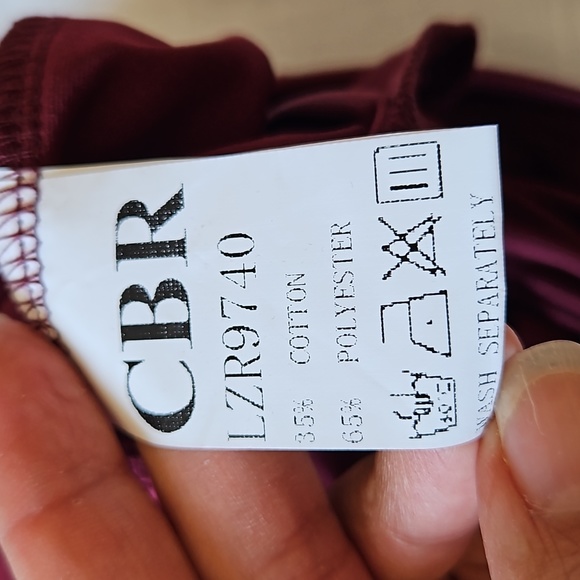 CBR
LZR9740
35% COTTON
65% POLYESTER
WASH SEPARATELY